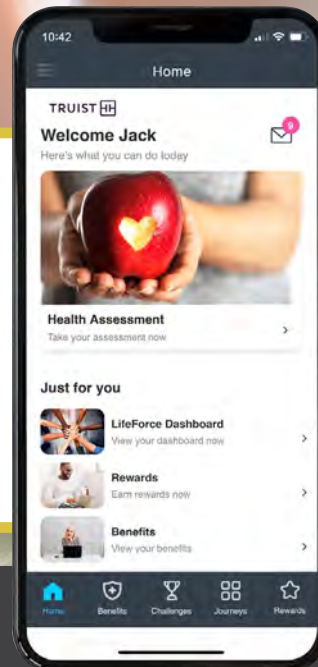 10:42
Home
TRUIST
Welcome Jack
9
Here's what you can do today
Health Assessment
Take your assessment now
Just for you
LifeForce Dashboard
View your dashboard now
Rewards
Earn rewards now
Benefits
View your benefits
Home
Benefits
Challenges
Journeys
Rewards